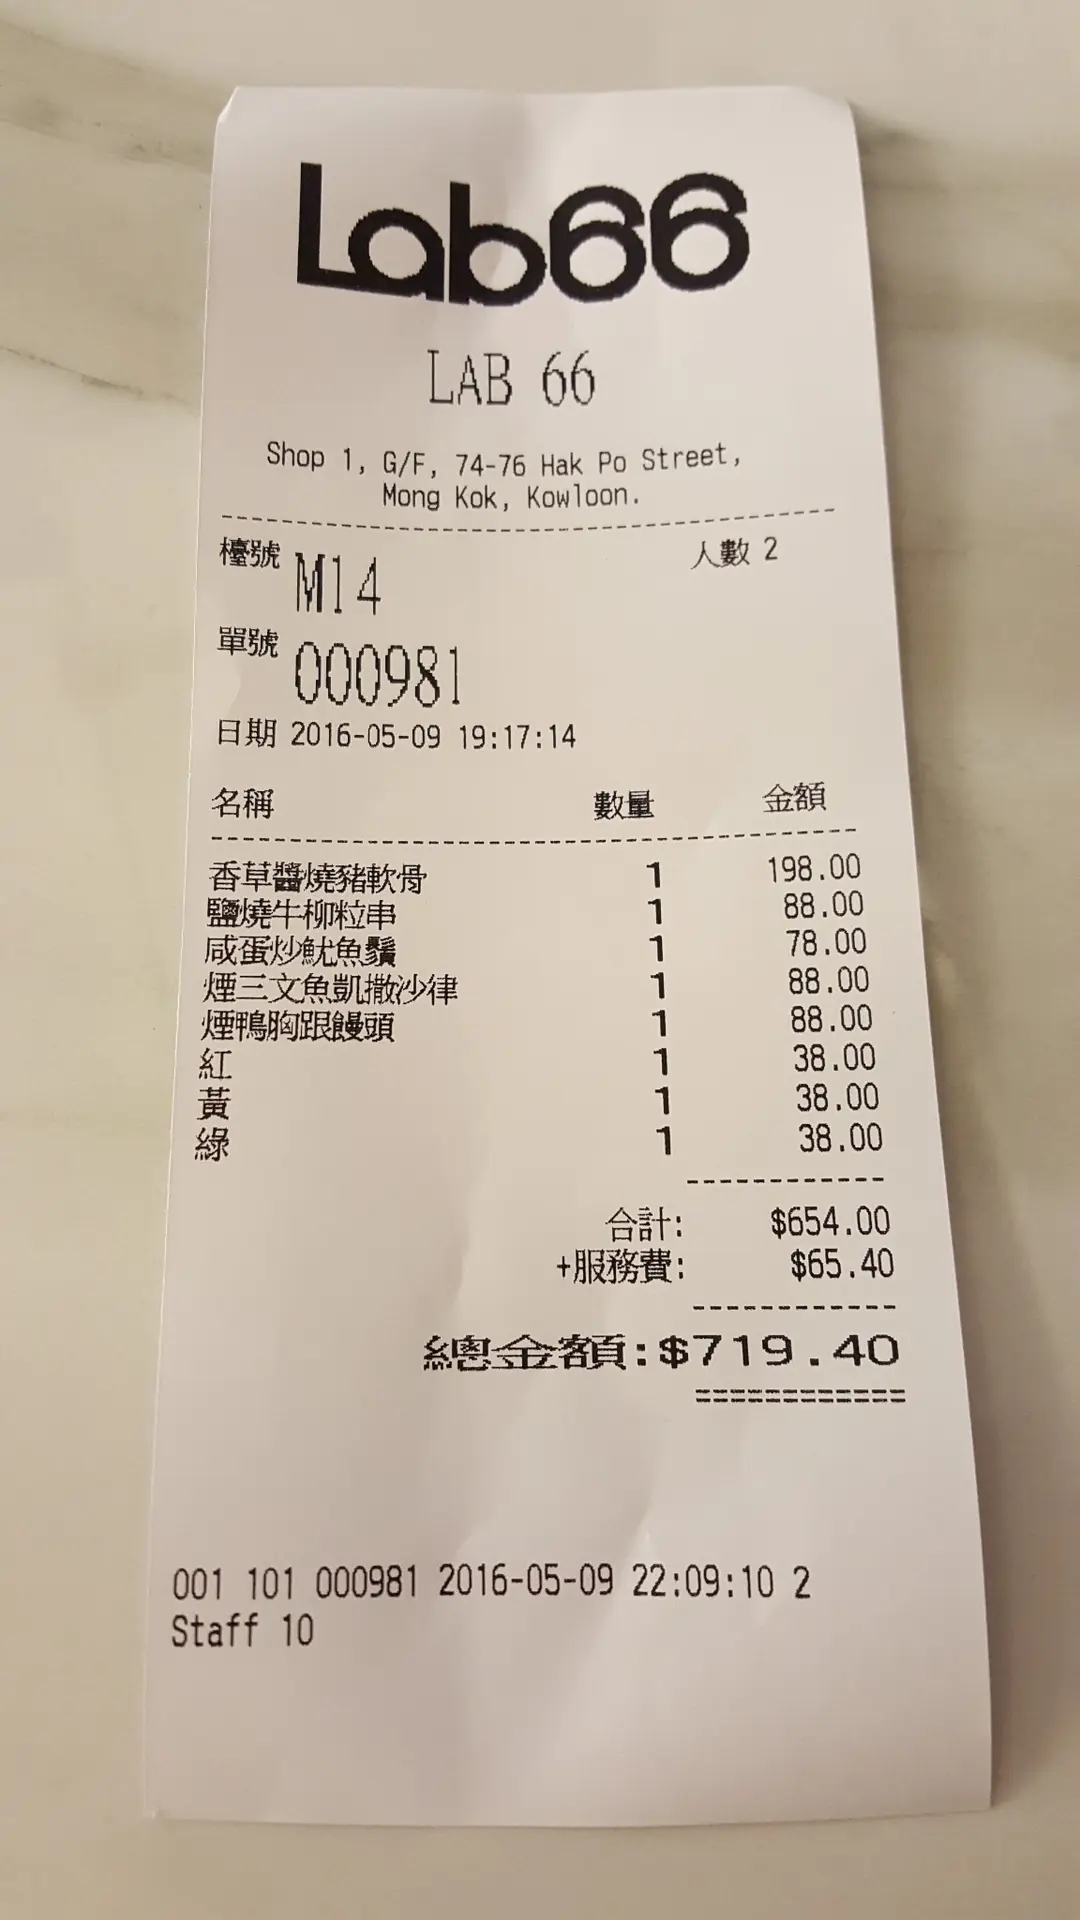 Lab66
LAB 66
Shop 1, G/F, 74-76 Hak Po Street,
Mong Kok, Kowloon.
檯號 M14 人數 2
單號 000981
日期 2016-05-09 19:17:14
名稱 數量 金額
香草醬燒豬軟骨 1 198.00
鹽燒牛柳粒串 1 88.00
咸蛋炒魷魚鬚 1 78.00
煙三文魚凱撒沙律 1 88.00
煙鴨胸跟饅頭 1 88.00
紅 1 38.00
黃 1 38.00
綠 1 38.00
合計: $654.00
+服務費: $65.40
總金額:$719.40
001 101 000981 2016-05-09 22:09:10 2
Staff 10